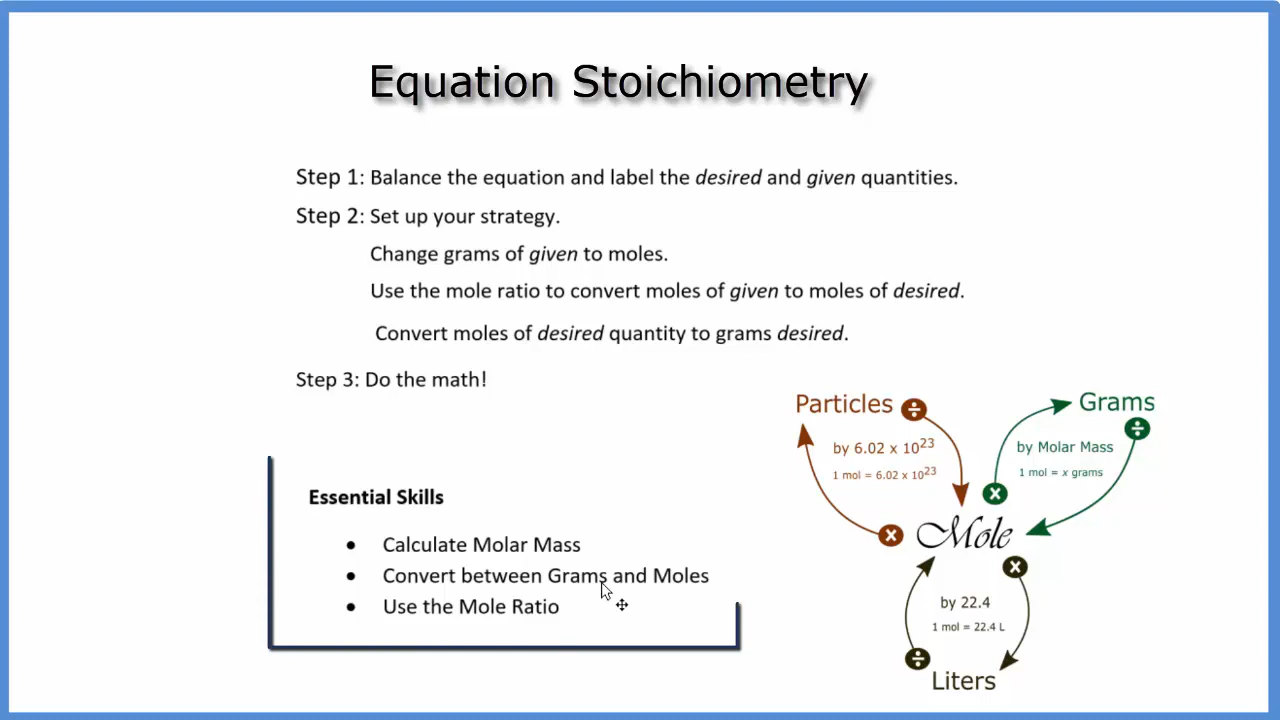 Equation Stoichiometry
Step 1: Balance the equation and label the desired and given quantities.
Step 2: Set up your strategy.
Change grams of given to moles.
Use the mole ratio to convert moles of given to moles of desired.
Convert moles of desired quantity to grams desired.
Step 3: Do the math!
Essential Skills
• Calculate Molar Mass
• Convert between Grams and Moles
• Use the Mole Ratio
Particles ÷
by 6.02 x 10²³
1 mol = 6.02 x 10²³
x
Grams
÷
by Molar Mass
1 mol = x grams
x
Mole
x
by 22.4
1 mol = 22.4 L
÷
Liters